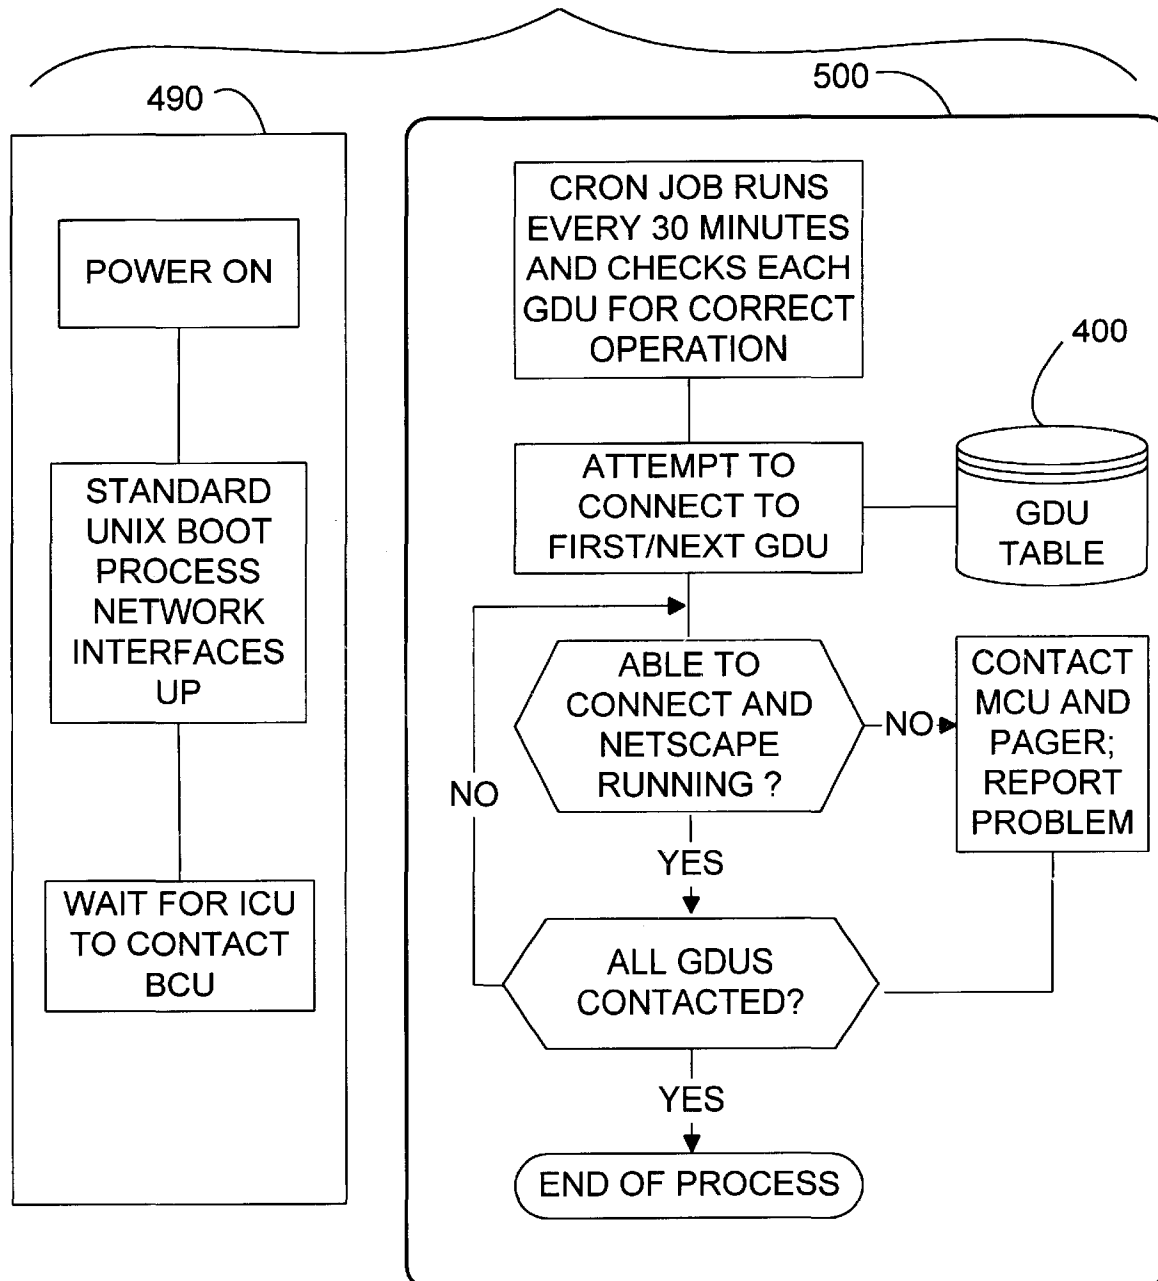 490
POWER ON
STANDARD
UNIX BOOT
PROCESS
NETWORK
INTERFACES
UP
WAIT FOR ICU
TO CONTACT
BCU
500
CRON JOB RUNS
EVERY 30 MINUTES
AND CHECKS EACH
GDU FOR CORRECT
OPERATION
ATTEMPT TO
CONNECT TO
FIRST/NEXT GDU
400
GDU
TABLE
ABLE TO
CONNECT AND
NETSCAPE
RUNNING ?
NO
CONTACT
MCU AND
PAGER;
REPORT
PROBLEM
NO
YES
ALL GDUS
CONTACTED?
YES
END OF PROCESS